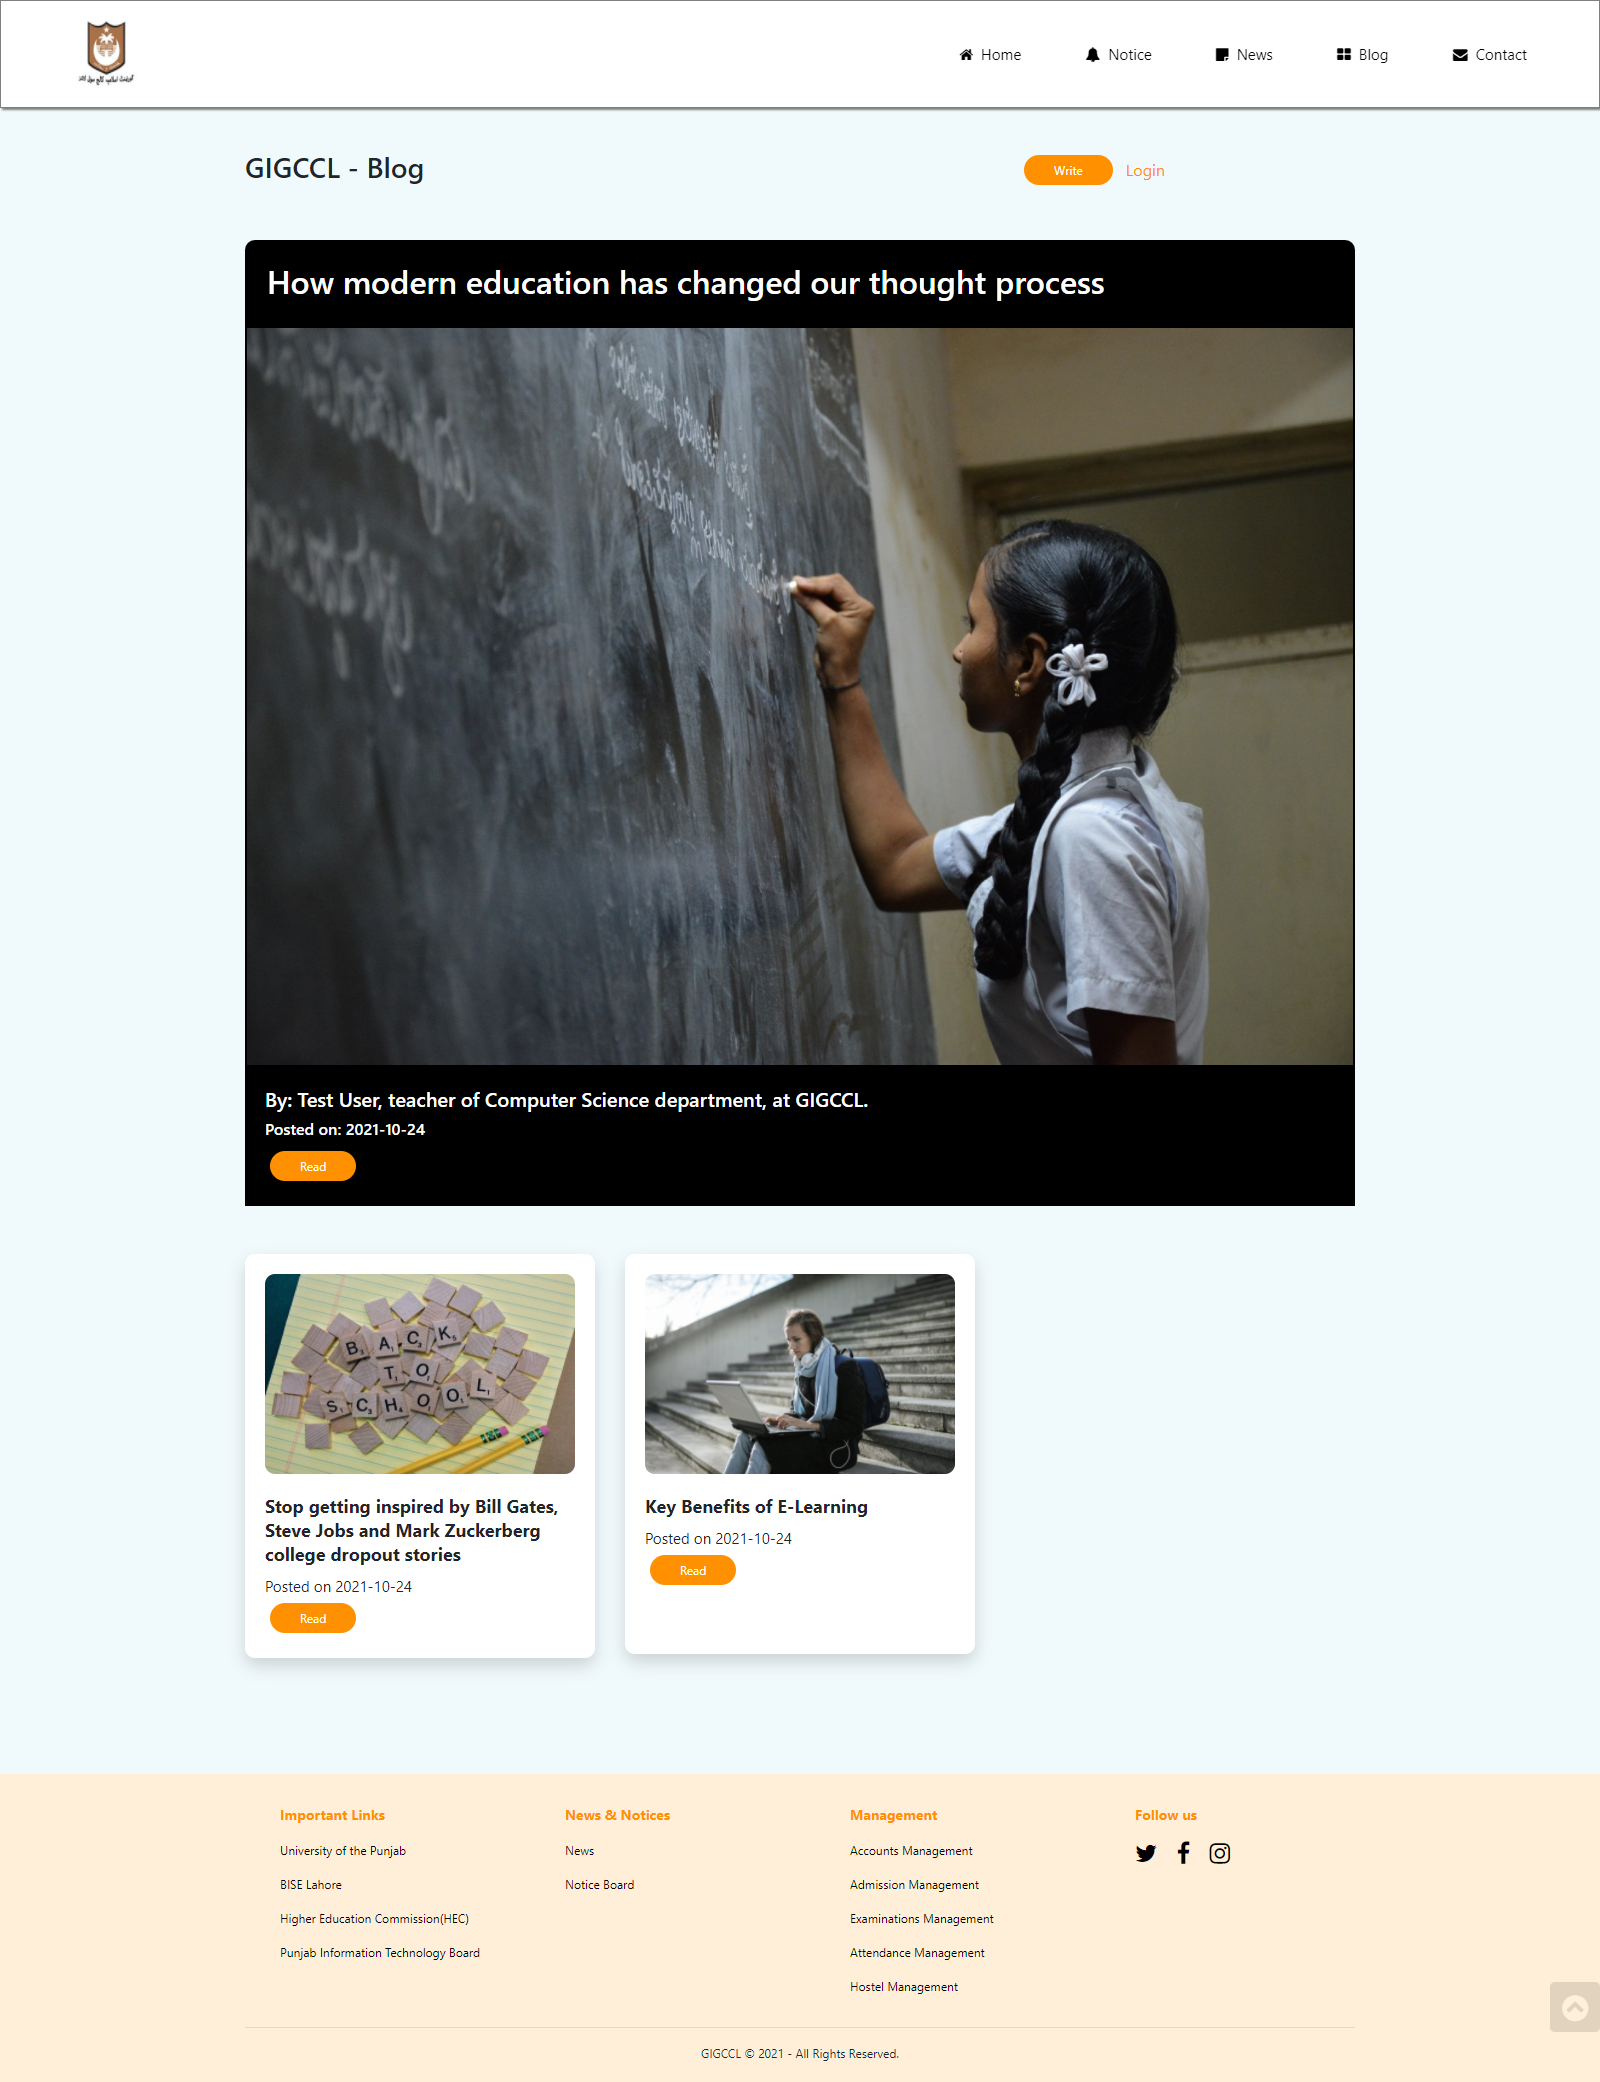 Home
Notice
News
Blog
Contact
GIGCCL - Blog
Write
Login
How modern education has changed our thought process
By: Test User, teacher of Computer Science department, at GIGCCL.
Posted on: 2021-10-24
Read
BACK
TO
SCHOOL
Stop getting inspired by Bill Gates,
Steve Jobs and Mark Zuckerberg
college dropout stories
Posted on 2021-10-24
Read
Key Benefits of E-Learning
Posted on 2021-10-24
Read
Important Links
University of the Punjab
BISE Lahore
Higher Education Commission(HEC)
Punjab Information Technology Board
News & Notices
News
Notice Board
Management
Accounts Management
Admission Management
Examinations Management
Attendance Management
Hostel Management
Follow us
GIGCCL © 2021 - All Rights Reserved.